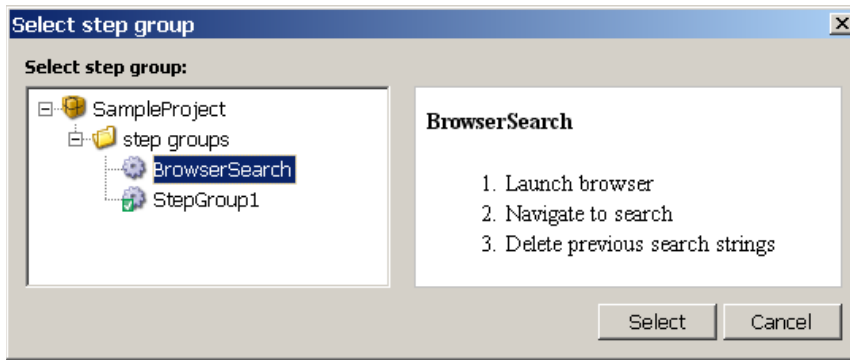 Select step group
Select step group:
SampleProject
step groups
BrowserSearch
StepGroup1
BrowserSearch
1. Launch browser
2. Navigate to search
3. Delete previous search strings
Select
Cancel